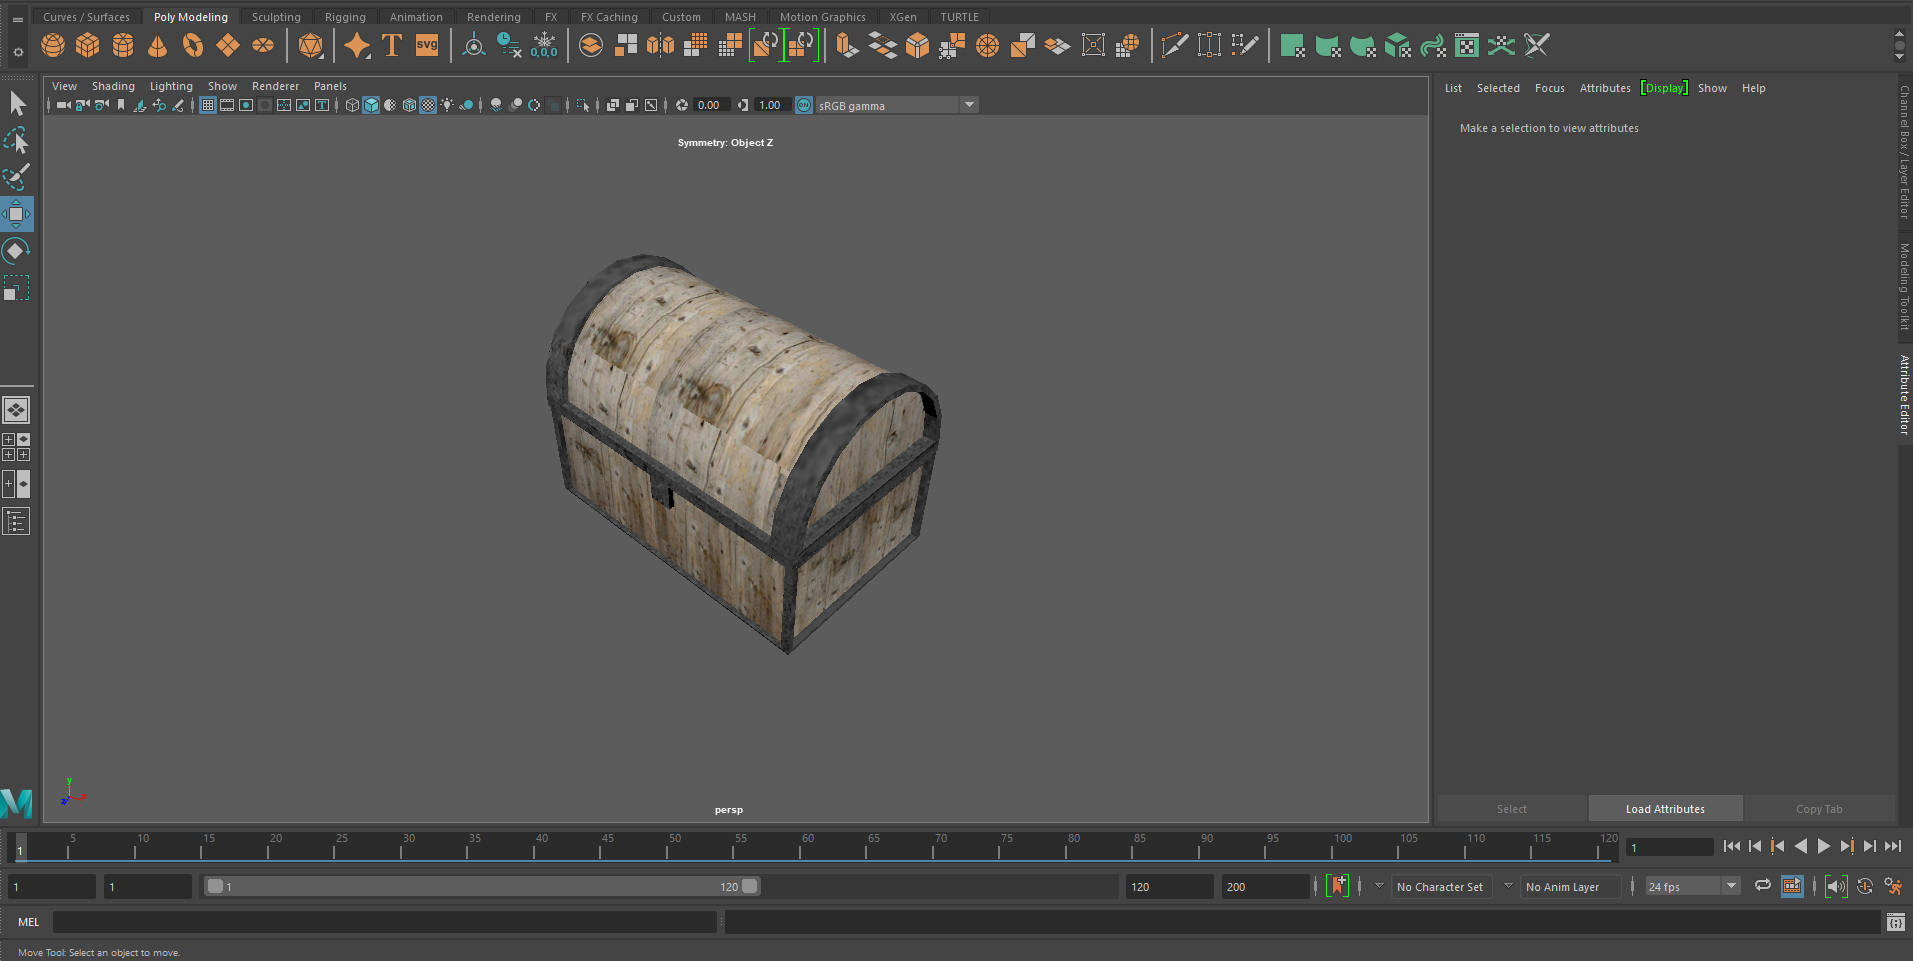 Curves / Surfaces Poly Modeling Sculpting Rigging Animation Rendering FX FX Caching Custom MASH Motion Graphics XGen TURTLE
T SVG 0,0,0
View Shading Lighting Show Renderer Panels
0.00 1.00 ON sRGB gamma
List Selected Focus Attributes [Display] Show Help
Make a selection to view attributes
Channel Box / Layer Editor
Modeling Toolkit
Attribute Editor
Symmetry: Object Z
y
z x
persp
Select Load Attributes Copy Tab
1 5 10 15 20 25 30 35 40 45 50 55 60 65 70 75 80 85 90 95 100 105 110 115 120
1
1 1 1 120 120 200 No Character Set No Anim Layer 24 fps
MEL
Move Tool: Select an object to move.